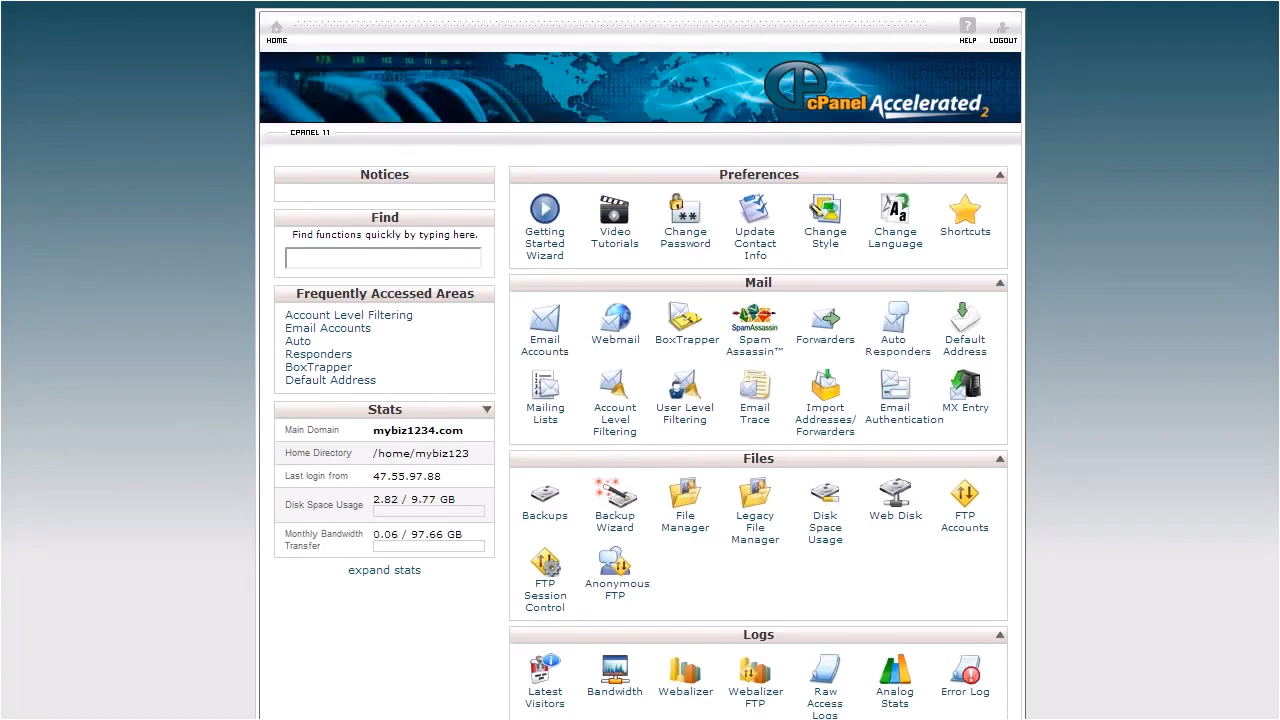 HOME
HELP
LOGOUT
cPanel Accelerated2
CPANEL 11
Notices
Find
Find functions quickly by typing here.
Frequently Accessed Areas
Account Level Filtering
Email Accounts
Auto
Responders
BoxTrapper
Default Address
Stats
Main Domain mybiz1234.com
Home Directory /home/mybiz123
Last login from 47.55.97.88
Disk Space Usage 2.82 / 9.77 GB
Monthly Bandwidth Transfer 0.06 / 97.66 GB
expand stats
Preferences
Getting Started Wizard
Video Tutorials
Change Password
Update Contact Info
Change Style
Change Language
Shortcuts
Mail
Email Accounts
Webmail
BoxTrapper
SpamAssassin
Spam Assassin™
Forwarders
Auto Responders
Default Address
Mailing Lists
Account Level Filtering
User Level Filtering
Email Trace
Import Addresses/ Forwarders
Email Authentication
MX Entry
Files
Backups
Backup Wizard
File Manager
Legacy File Manager
Disk Space Usage
Web Disk
FTP Accounts
FTP Session Control
Anonymous FTP
Logs
Latest Visitors
Bandwidth
Webalizer
Webalizer FTP
Raw Access Logs
Analog Stats
Error Log